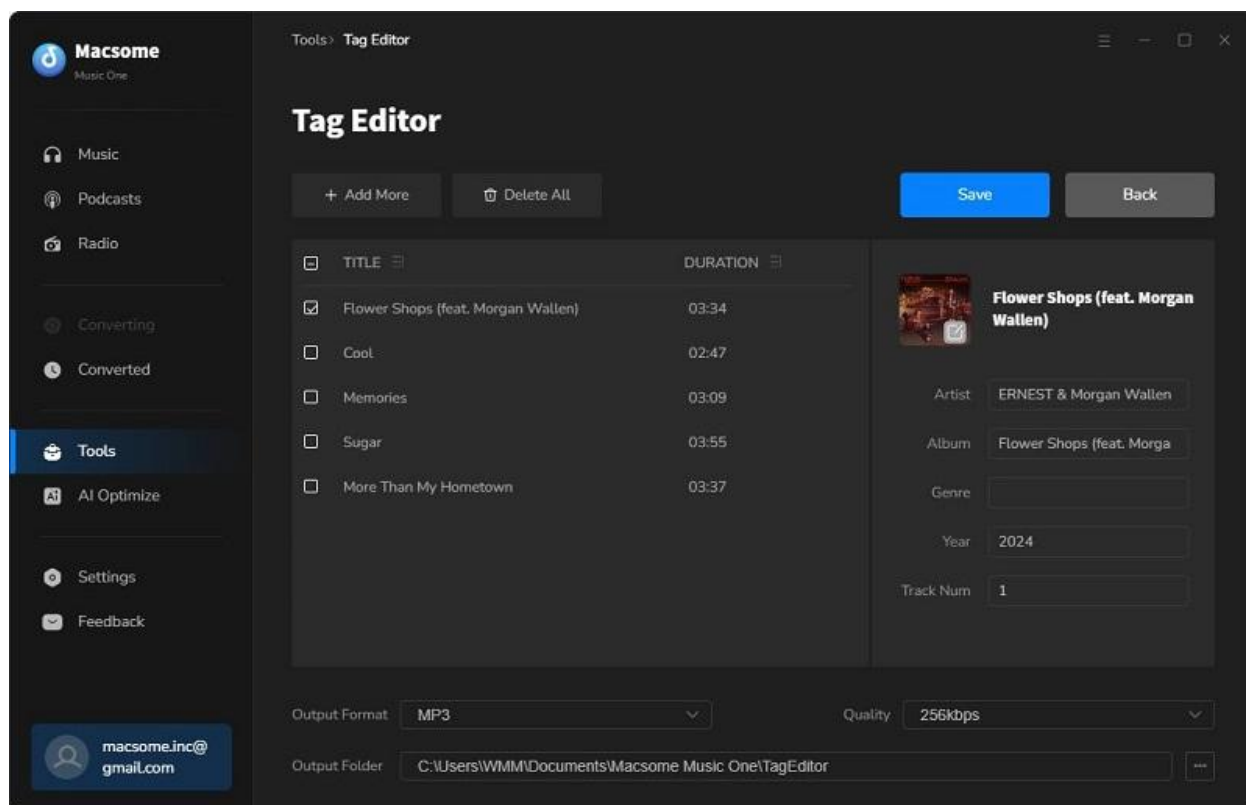 Macsome
Music One
Tools› Tag Editor
Tag Editor
Music
Podcasts
Radio
Converting
Converted
Tools
AI Optimize
Settings
Feedback
macsome.inc@
gmail.com
+ Add More
Delete All
Save
Back
TITLE DURATION
Flower Shops (feat. Morgan Wallen) 03:34
Cool 02:47
Memories 03:09
Sugar 03:55
More Than My Hometown 03:37
Flower Shops (feat. Morgan
Wallen)
Artist ERNEST & Morgan Wallen
Album Flower Shops (feat. Morga
Genre
Year 2024
Track Num 1
Output Format MP3
Quality 256kbps
Output Folder C:\Users\WMM\Documents\Macsome Music One\TagEditor